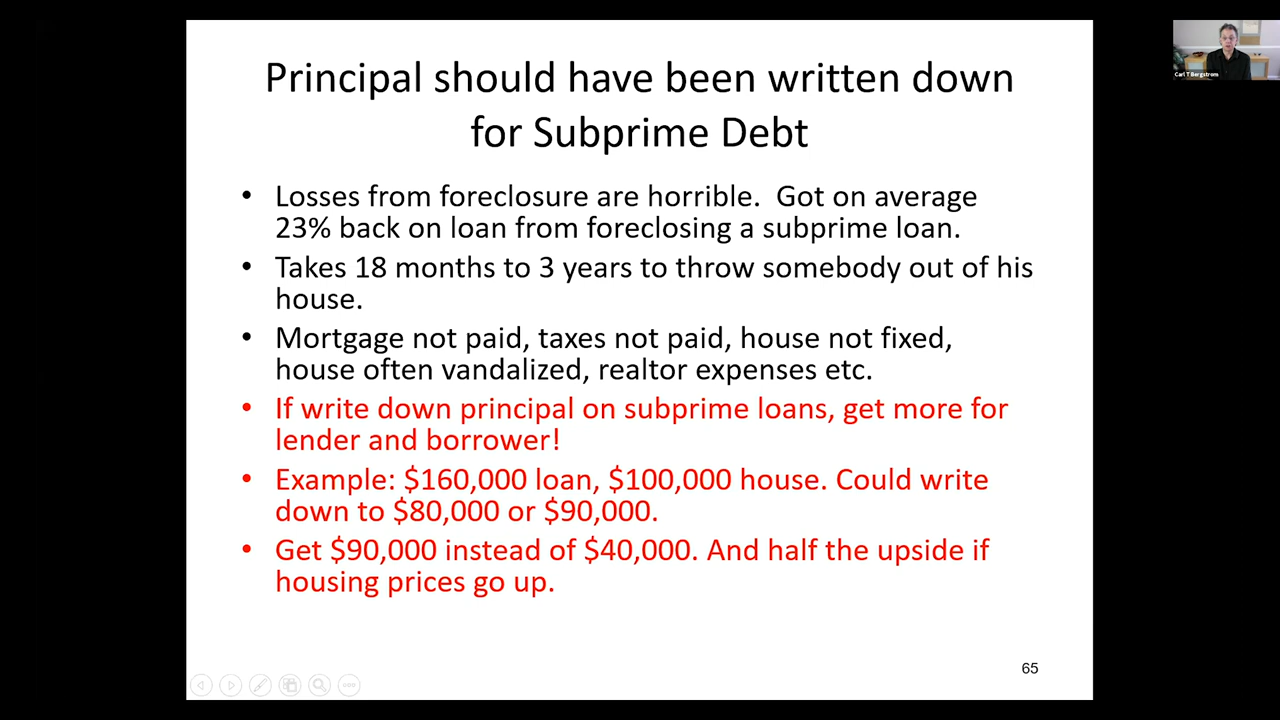 Principal should have been written down
for Subprime Debt
• Losses from foreclosure are horrible.  Got on average
23% back on loan from foreclosing a subprime loan.
• Takes 18 months to 3 years to throw somebody out of his
house.
• Mortgage not paid, taxes not paid, house not fixed,
house often vandalized, realtor expenses etc.
• If write down principal on subprime loans, get more for
lender and borrower!
• Example: $160,000 loan, $100,000 house. Could write
down to $80,000 or $90,000.
• Get $90,000 instead of $40,000. And half the upside if
housing prices go up.
65
Carl T Bergstrom